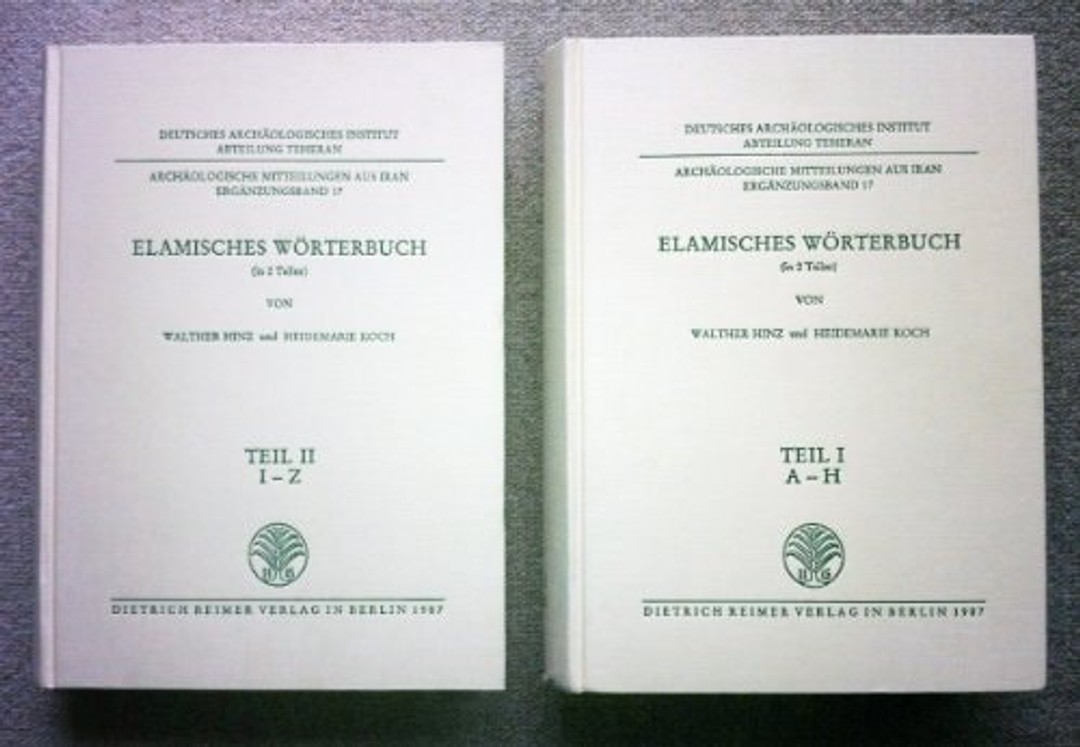 DEUTSCHES ARCHÄOLOGISCHES INSTITUT
ABTEILUNG TEHERAN
ARCHÄOLOGISCHE MITTEILUNGEN AUS IRAN
ERGÄNZUNGSBAND 17
ELAMISCHES WÖRTERBUCH
(in 2 Teilen)
VON
WALTHER HINZ und HEIDEMARIE KOCH
TEIL II
I – Z
DIETRICH REIMER VERLAG IN BERLIN 1987
DEUTSCHES ARCHÄOLOGISCHES INSTITUT
ABTEILUNG TEHERAN
ARCHÄOLOGISCHE MITTEILUNGEN AUS IRAN
ERGÄNZUNGSBAND 17
ELAMISCHES WÖRTERBUCH
(in 2 Teilen)
VON
WALTHER HINZ und HEIDEMARIE KOCH
TEIL I
A – H
DIETRICH REIMER VERLAG IN BERLIN 1987